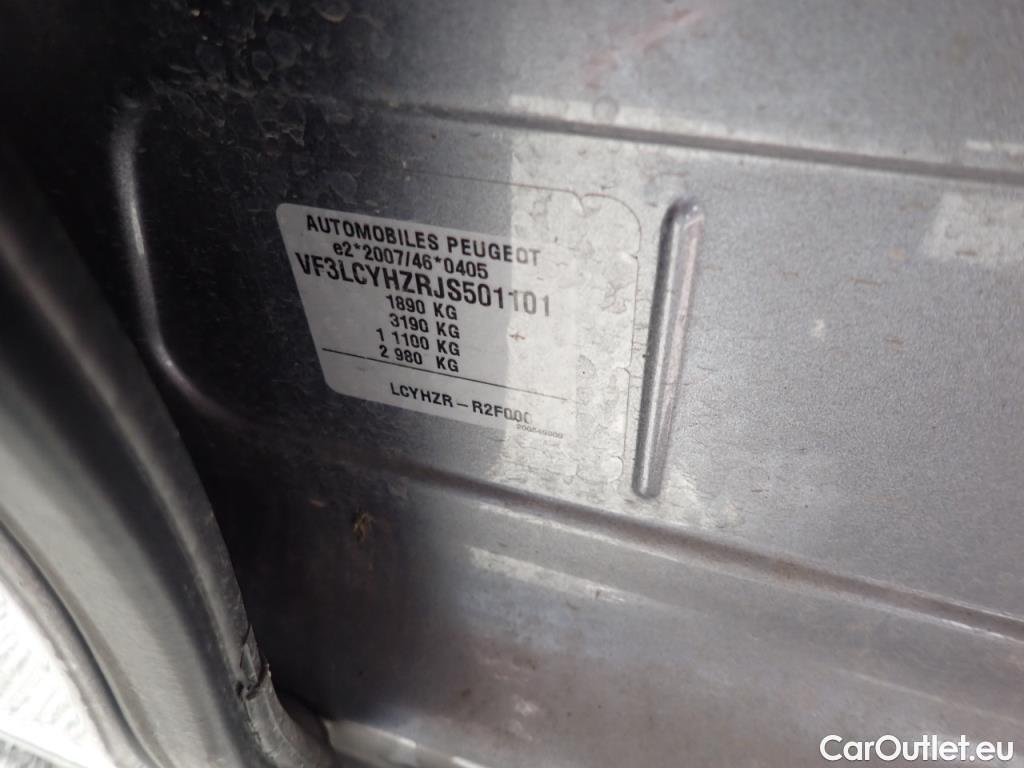 AUTOMOBILES PEUGEOT
e2*2007/46*0405
VF3LCYHZRJS501101
1890 KG
3190 KG
1 1100 KG
2 980 KG
LCYHZR - R2F000
CarOutlet.eu